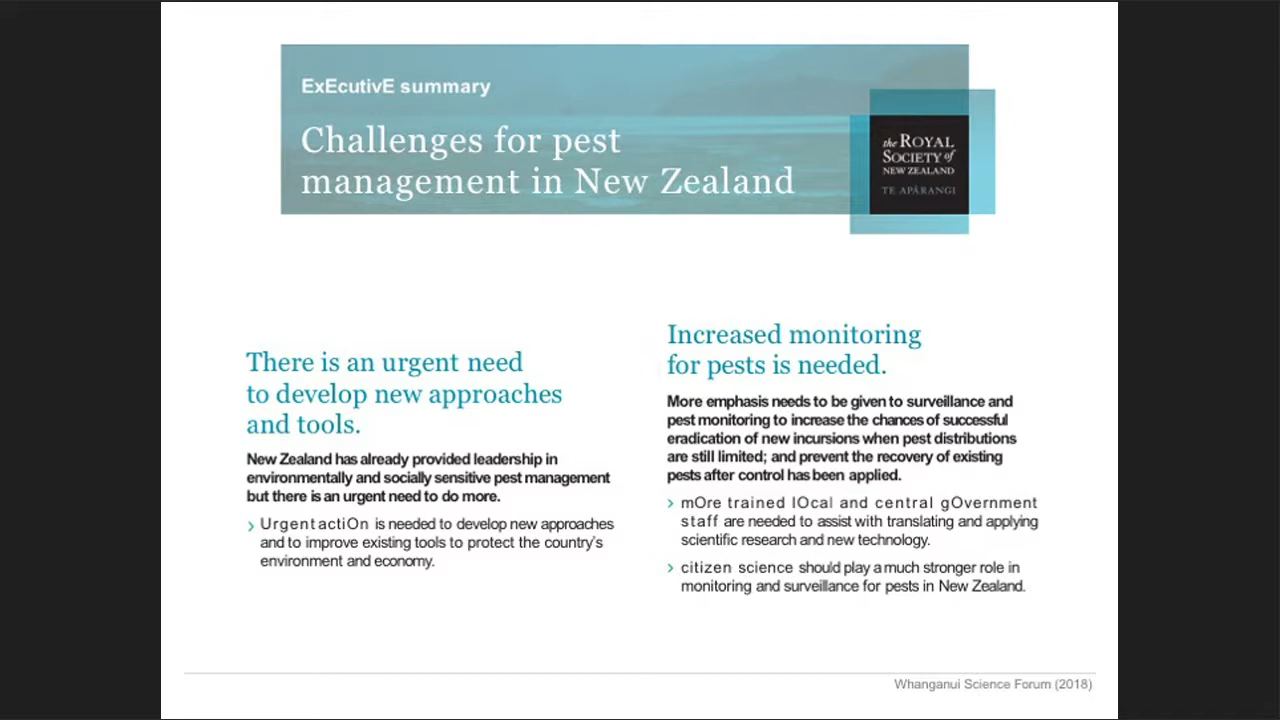 ExEcutivE summary
Challenges for pest
management in New Zealand
the ROYAL
SOCIETY of
NEW ZEALAND
TE APĀRANGI
There is an urgent need
to develop new approaches
and tools.
New Zealand has already provided leadership in
environmentally and socially sensitive pest management
but there is an urgent need to do more.
› Urgent actiOn is needed to develop new approaches
and to improve existing tools to protect the country's
environment and economy.
Increased monitoring
for pests is needed.
More emphasis needs to be given to surveillance and
pest monitoring to increase the chances of successful
eradication of new incursions when pest distributions
are still limited; and prevent the recovery of existing
pests after control has been applied.
› mOre trained lOcal and central gOvernment
staff are needed to assist with translating and applying
scientific research and new technology.
› citizen science should play a much stronger role in
monitoring and surveillance for pests in New Zealand.
Whanganui Science Forum (2018)